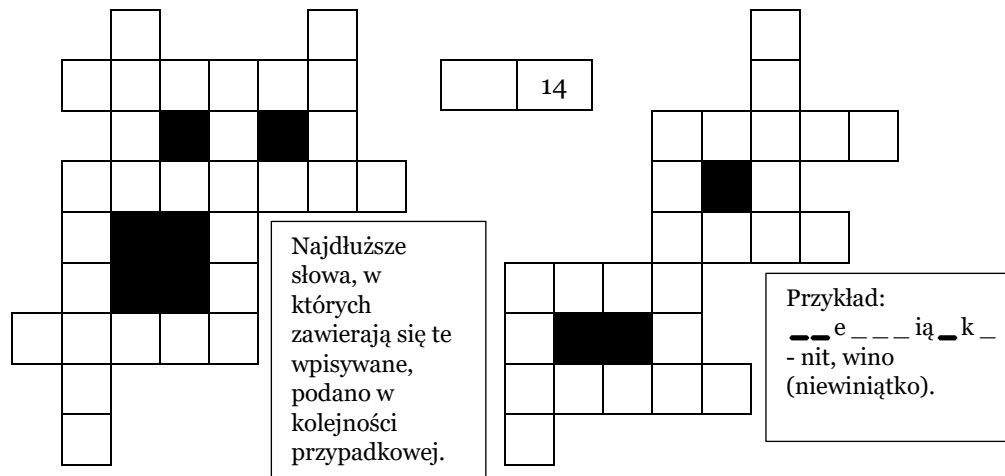 14
Najdłuższe
słowa, w
których
zawierają się te
wpisywane,
podano w
kolejności
przypadkowej.
Przykład:
_ _ e _ _ _ ią _ k _
- nit, wino
(niewiniątko).